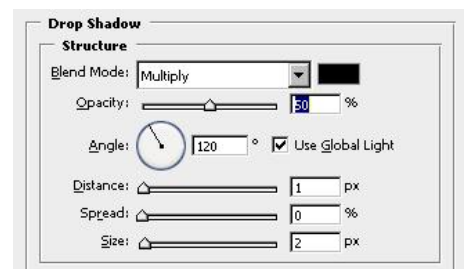 Drop Shadow
Structure
Blend Mode: Multiply
Opacity: 50 %
Angle: 120 ° Use Global Light
Distance: 1 px
Spread: 0 %
Size: 2 px